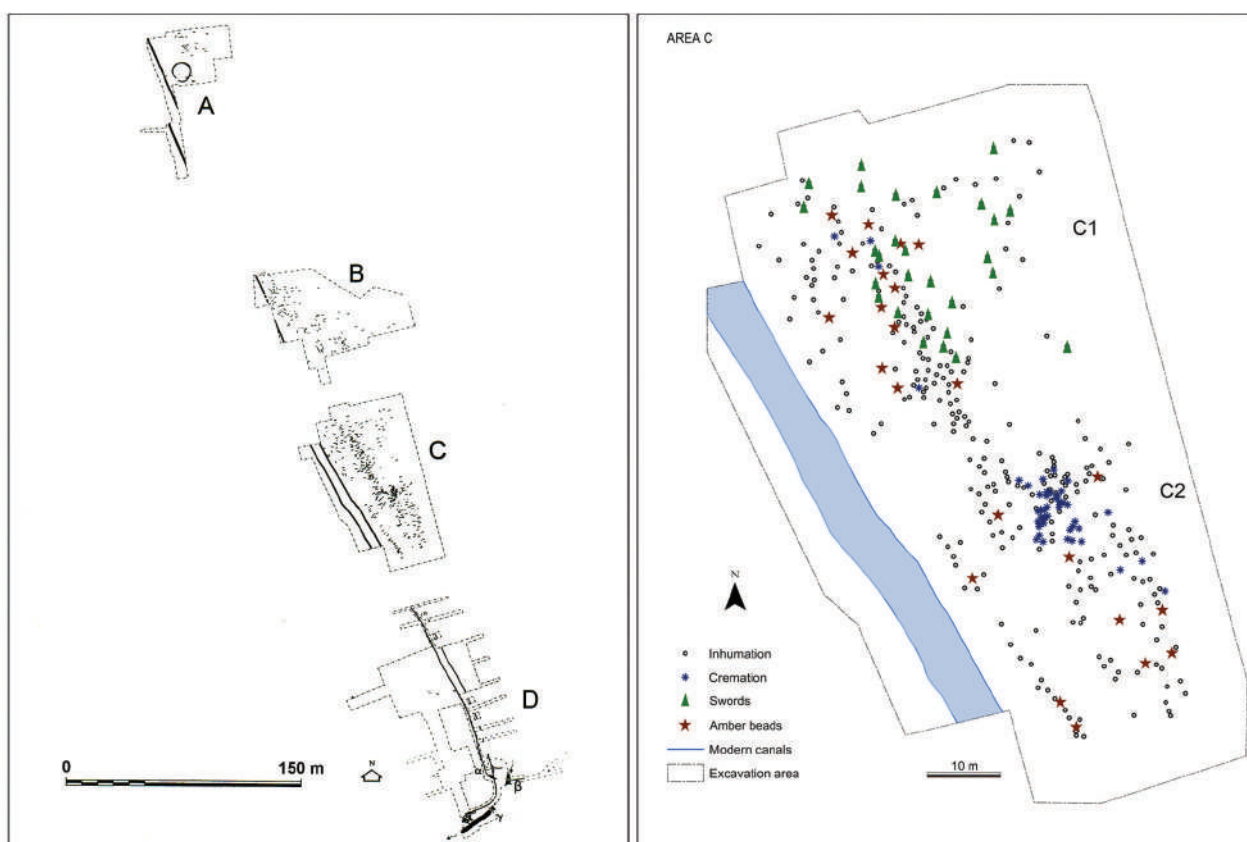 A
B
C
D
α
β
γ
0
150 m
N
AREA C
C1
C2
N
Inhumation
Cremation
Swords
Amber beads
Modern canals
Excavation area
10 m